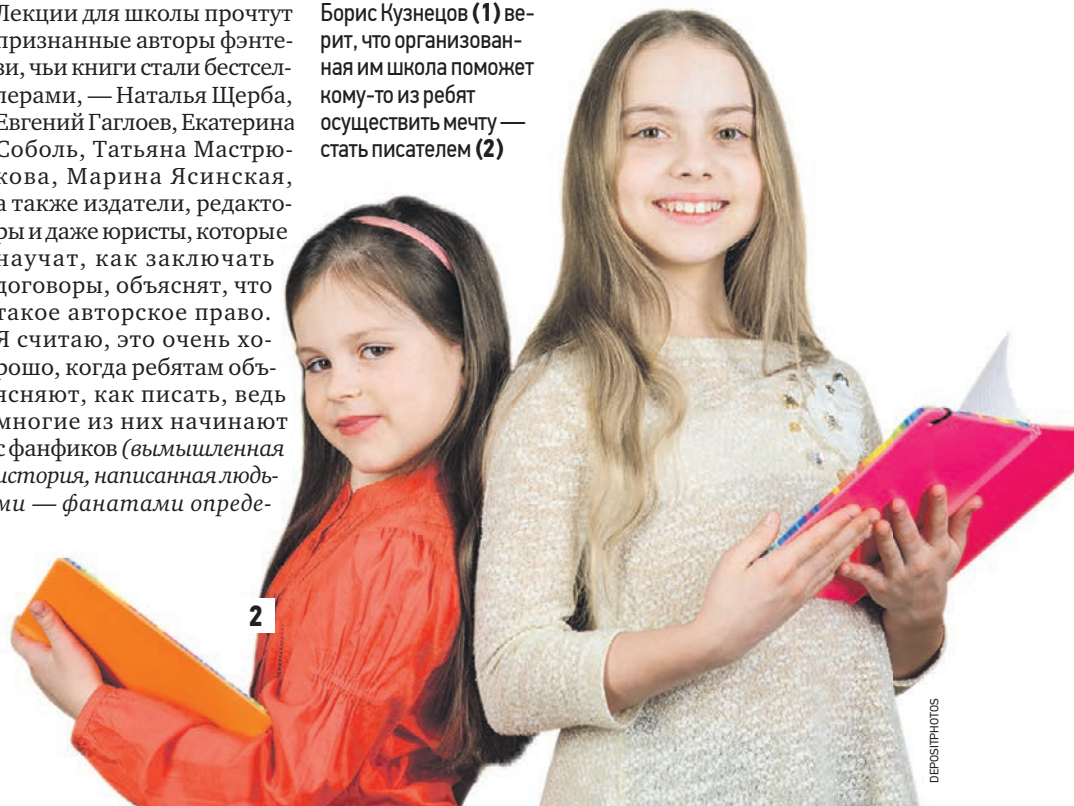 Лекции для школы прочтут
признанные авторы фэнте-
зи, чьи книги стали бестсел-
лерами, — Наталья Щерба,
Евгений Гаглоев, Екатерина
Соболь, Татьяна Мастрю-
кова, Марина Ясинская,
а также издатели, редакто-
ры и даже юристы, которые
научат, как заключать
договоры, объяснят, что
такое авторское право.
Я считаю, это очень хо-
рошо, когда ребятам объ-
ясняют, как писать, ведь
многие из них начинают
с фанфиков (вымышленная
история, написанная людь-
ми — фанатами опреде-
Борис Кузнецов (1) ве-
рит, что организован-
ная им школа поможет
кому-то из ребят
осуществить мечту —
стать писателем (2)
2
DEPOSITPHOTOS